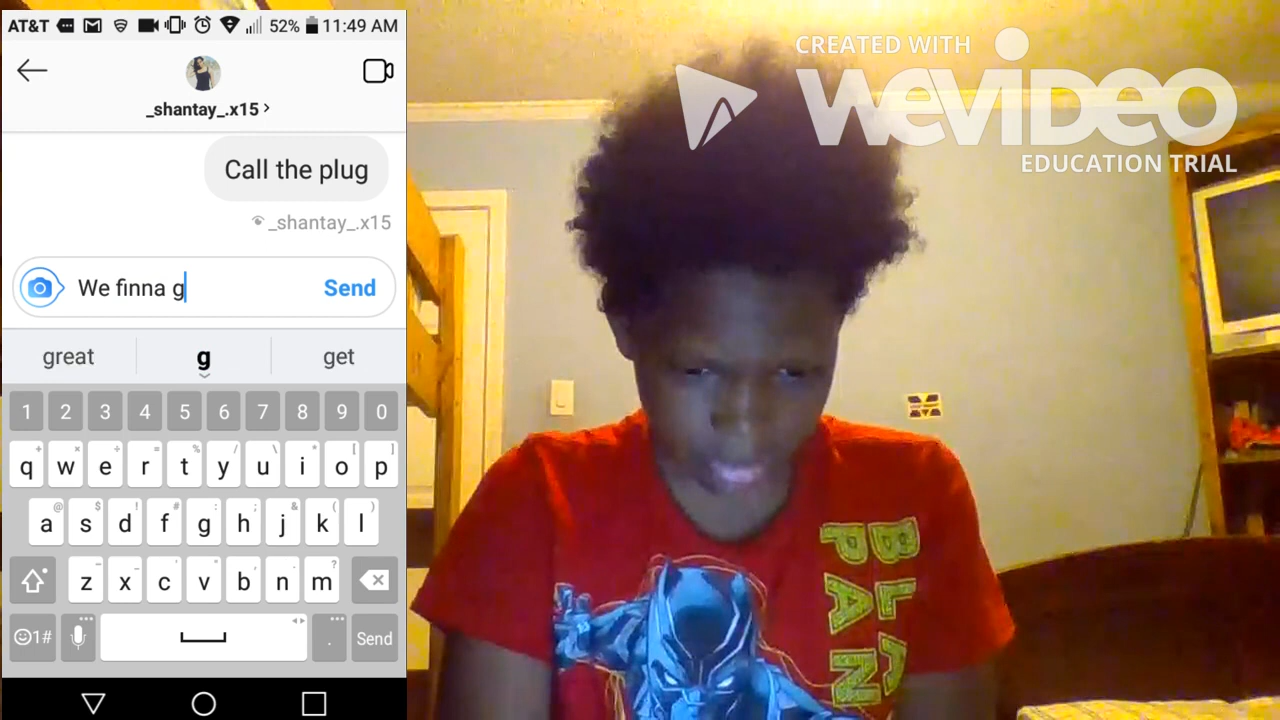 AT&T 52% 11:49 AM
_shantay_.x15 >
Call the plug
_shantay_.x15
We finna g Send
great g get
1 2 3 4 5 6 7 8 9 0
q w e r t y u i o p
a s d f g h j k l
z x c v b n m
1# . Send
CREATED WITH
WEVIDEO
EDUCATION TRIAL
BLA
PAN